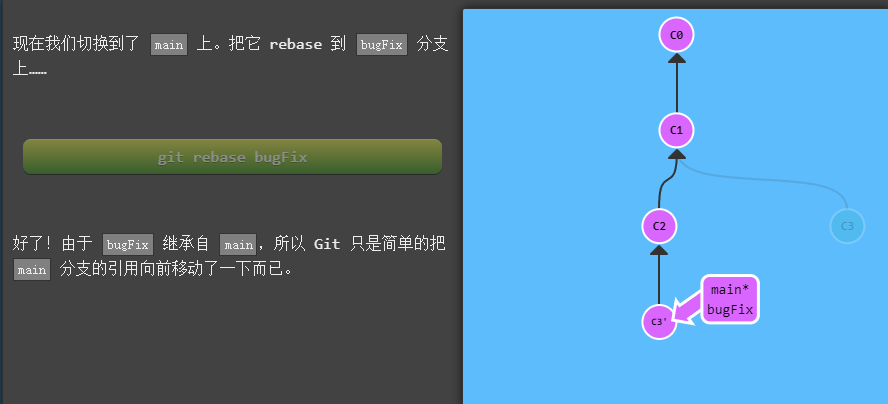 现在我们切换到了 main 上。把它 rebase 到 bugFix 分支
上……
git rebase bugFix
好了！由于 bugFix 继承自 main，所以 Git 只是简单的把
main 分支的引用向前移动了一下而已。
C0
C1
C2
C3
C3'
main*
bugFix